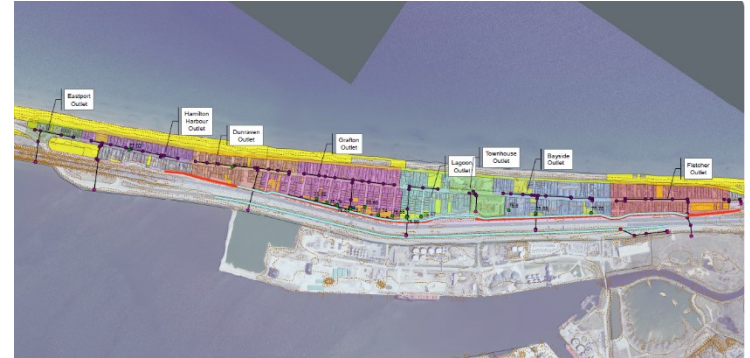 Eastport
Outlet
Hamilton
Harbour
Outlet
Dunraven
Outlet
Grafton
Outlet
Lagoon
Outlet
Townhouse
Outlet
Bayside
Outlet
Fletcher
Outlet